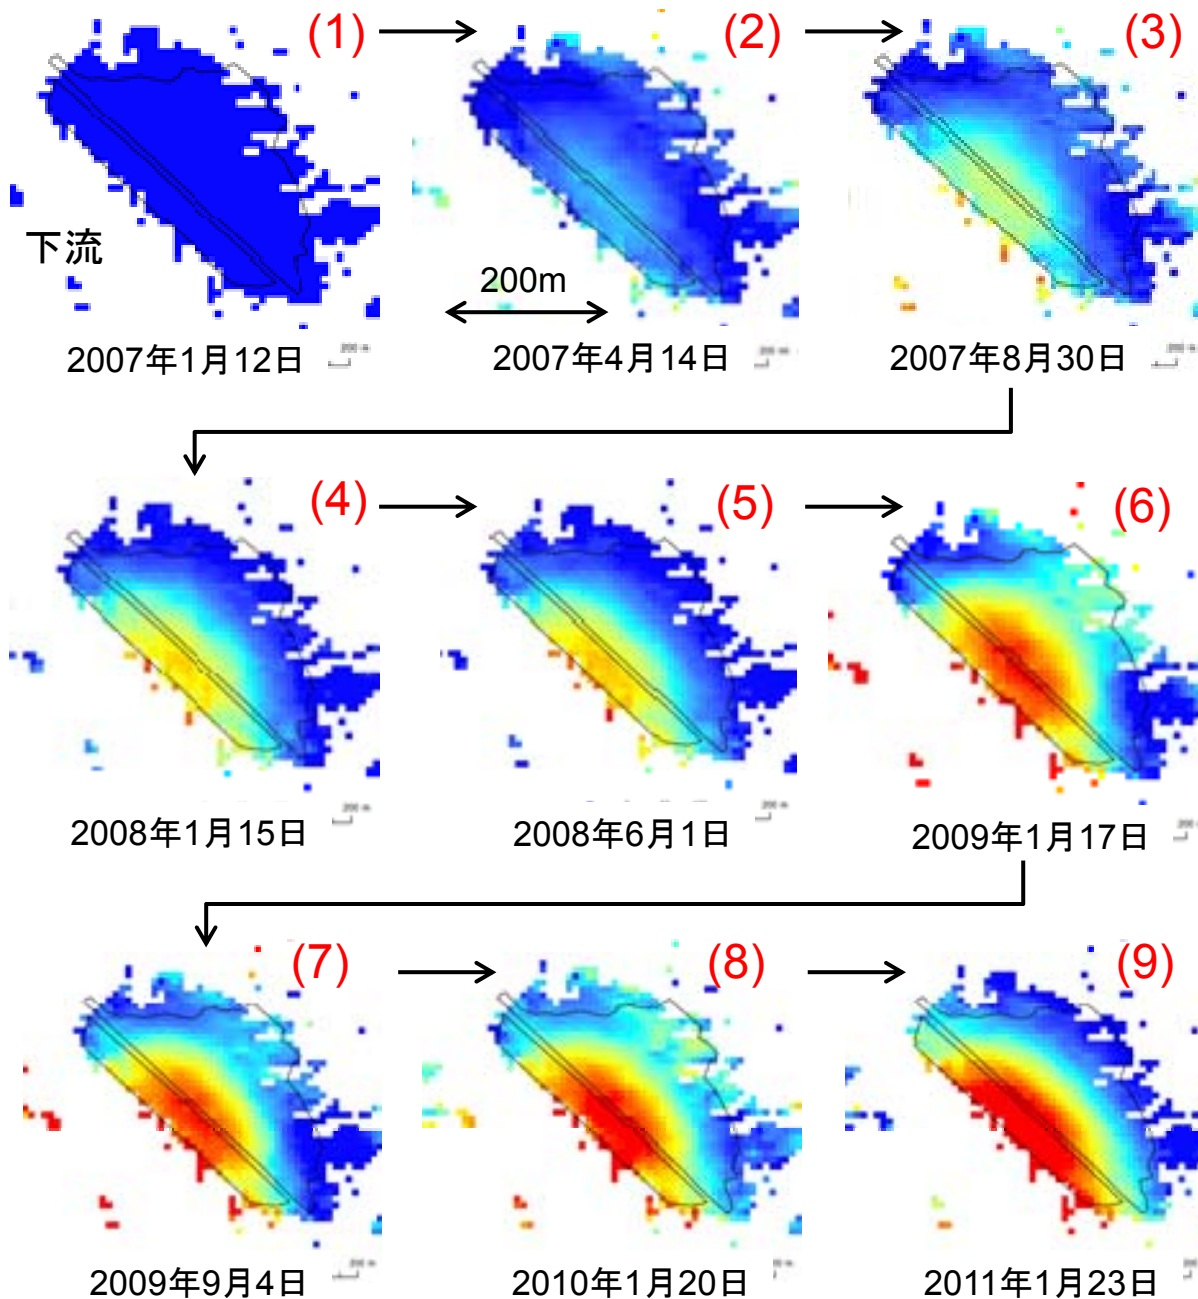 (1)
(2)
(3)
下流
200m
2007年1月12日
2007年4月14日
2007年8月30日
(4)
(5)
(6)
2008年1月15日
2008年6月1日
2009年1月17日
(7)
(8)
(9)
2009年9月4日
2010年1月20日
2011年1月23日